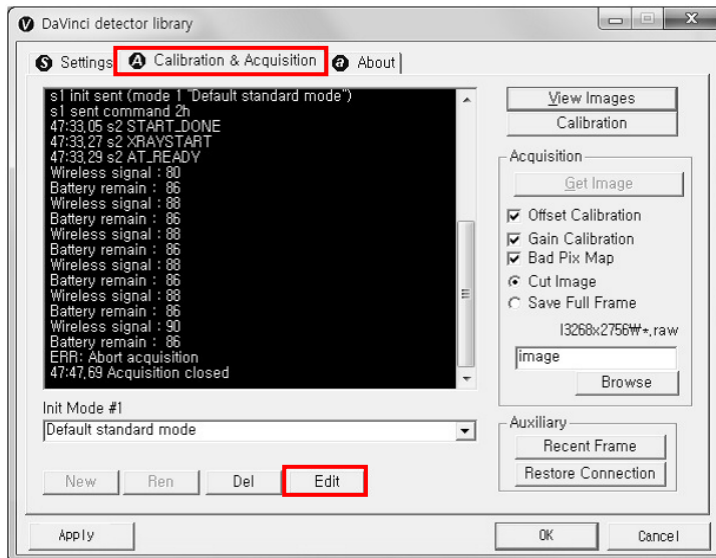 DaVinci detector library
Settings
Calibration & Acquisition
About
s1 init sent (mode 1 "Default standard mode")
s1 sent command 2h
47:33,05 s2 START_DONE
47:33,27 s2 XRAYSTART
47:33,29 s2 AT_READY
Wireless signal : 80
Battery remain : 86
Wireless signal : 88
Battery remain : 86
Wireless signal : 88
Battery remain : 86
Wireless signal : 88
Battery remain : 86
Wireless signal : 88
Battery remain : 86
Wireless signal : 90
Battery remain : 86
ERR: Abort acquisition
47:47,69 Acquisition closed
Init Mode #1
Default standard mode
New
Ren
Del
Edit
View Images
Calibration
Acquisition
Get Image
Offset Calibration
Gain Calibration
Bad Pix Map
Cut Image
Save Full Frame
I3268x2756₩*,raw
image
Browse
Auxiliary
Recent Frame
Restore Connection
Apply
OK
Cancel